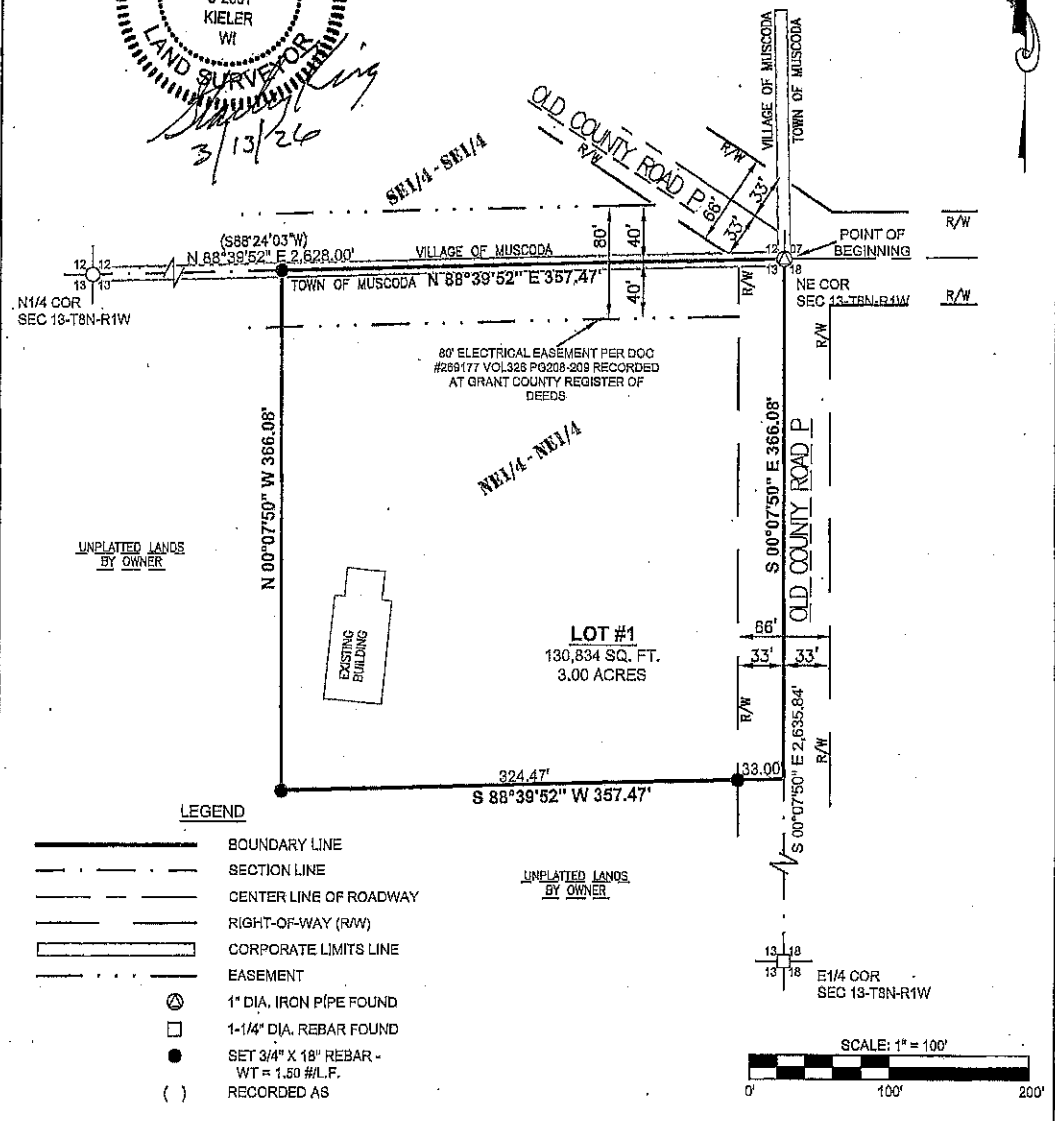 KIELER
WI
LAND SURVEYOR
3/13/26
OLD COUNTY ROAD P
R/W
R/W
66'
33'
33'
VILLAGE OF MUSCODA
TOWN OF MUSCODA
SE1/4 - SE1/4
R/W
(S88°24'03"W)
N 88°39'52" E 2,628.00'
VILLAGE OF MUSCODA
TOWN OF MUSCODA
N 88°39'52" E 357.47'
80'
40'
40'
12 12
13 13
N1/4 COR
SEC 13-T8N-R1W
12 07
13 18
POINT OF
BEGINNING
NE COR
SEC 13-T8N-R1W
R/W
R/W
R/W
80' ELECTRICAL EASEMENT PER DOC
#269177 VOL326 PG208-209 RECORDED
AT GRANT COUNTY REGISTER OF
DEEDS
NE1/4 - NE1/4
N 00°07'50" W 366.08'
S 00°07'50" E 366.08'
OLD COUNTY ROAD P
UNPLATTED LANDS
BY OWNER
EXISTING
BUILDING
LOT #1
130,834 SQ. FT.
3.00 ACRES
66'
33'
33'
R/W
R/W
S 00°07'50" E 2,635.84'
324.47'
33.00'
S 88°39'52" W 357.47'
UNPLATTED LANDS
BY OWNER
13 18
13 18
E1/4 COR
SEC 13-T8N-R1W
LEGEND
BOUNDARY LINE
SECTION LINE
CENTER LINE OF ROADWAY
RIGHT-OF-WAY (R/W)
CORPORATE LIMITS LINE
EASEMENT
1" DIA. IRON PIPE FOUND
1-1/4" DIA. REBAR FOUND
SET 3/4" X 18" REBAR -
WT = 1.50 #/L.F.
( ) RECORDED AS
SCALE: 1" = 100'
0' 100' 200'